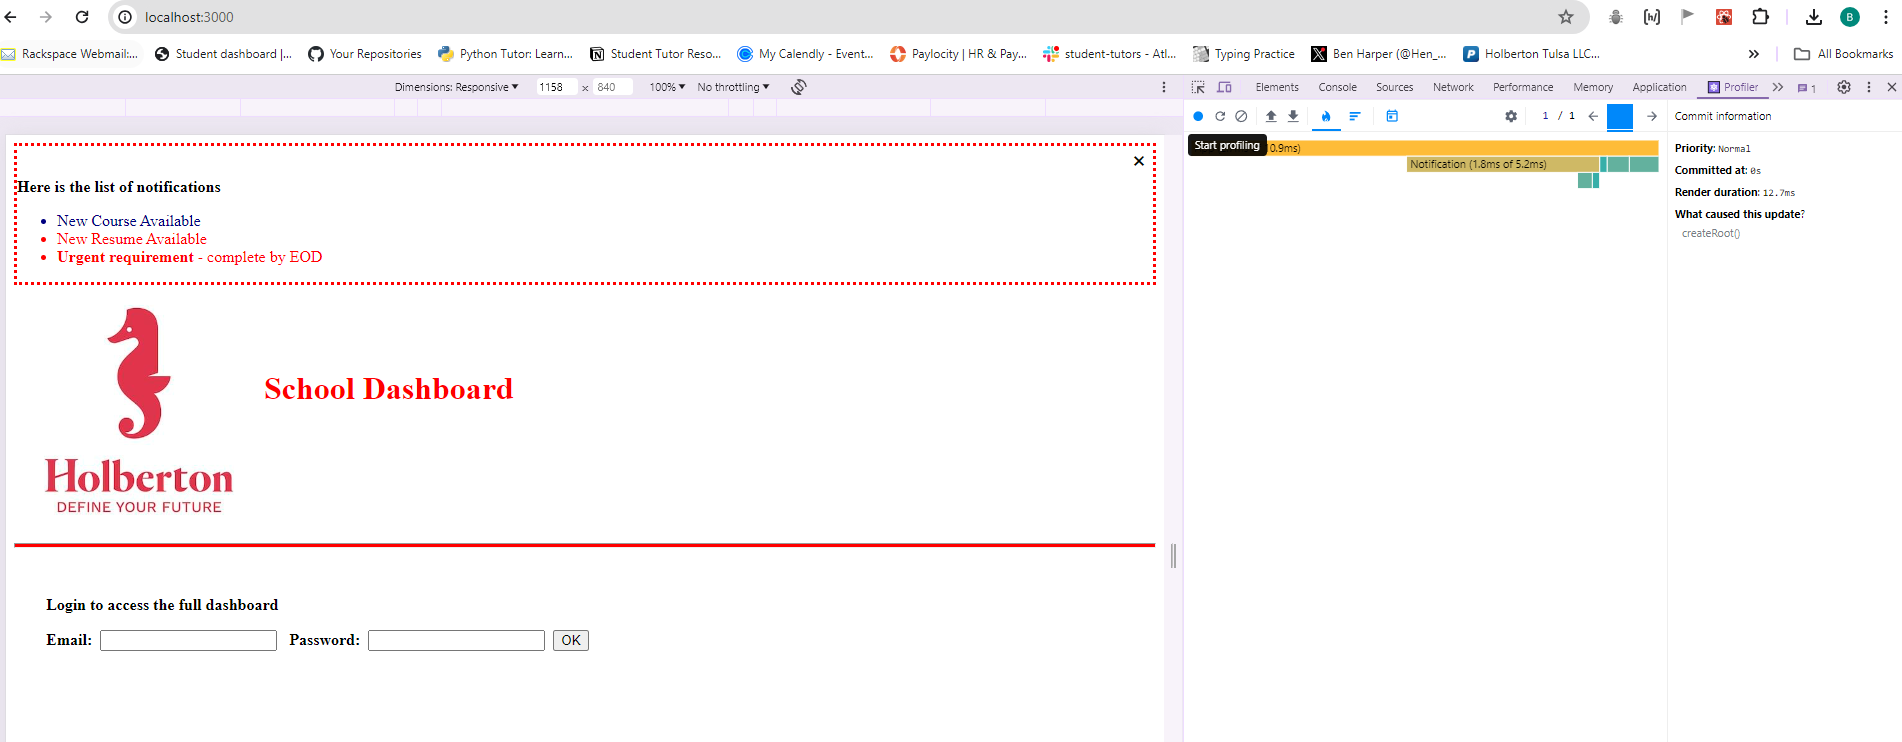 localhost:3000
Rackspace Webmail:... Student dashboard |... Your Repositories Python Tutor: Learn... Student Tutor Reso... My Calendly - Event... Paylocity | HR & Pay... student-tutors - Atl... Typing Practice Ben Harper (@Hen_... Holberton Tulsa LLC... » All Bookmarks
Dimensions: Responsive 1158 × 840 100% No throttling
Elements Console Sources Network Performance Memory Application Profiler » 1
1 / 1
Commit information
Start profiling
0.9ms)
Notification (1.8ms of 5.2ms)
Priority: Normal
Committed at: 0s
Render duration: 12.7ms
What caused this update?
createRoot()
Here is the list of notifications
New Course Available
New Resume Available
Urgent requirement - complete by EOD
School Dashboard
Holberton
DEFINE YOUR FUTURE
Login to access the full dashboard
Email: Password: OK